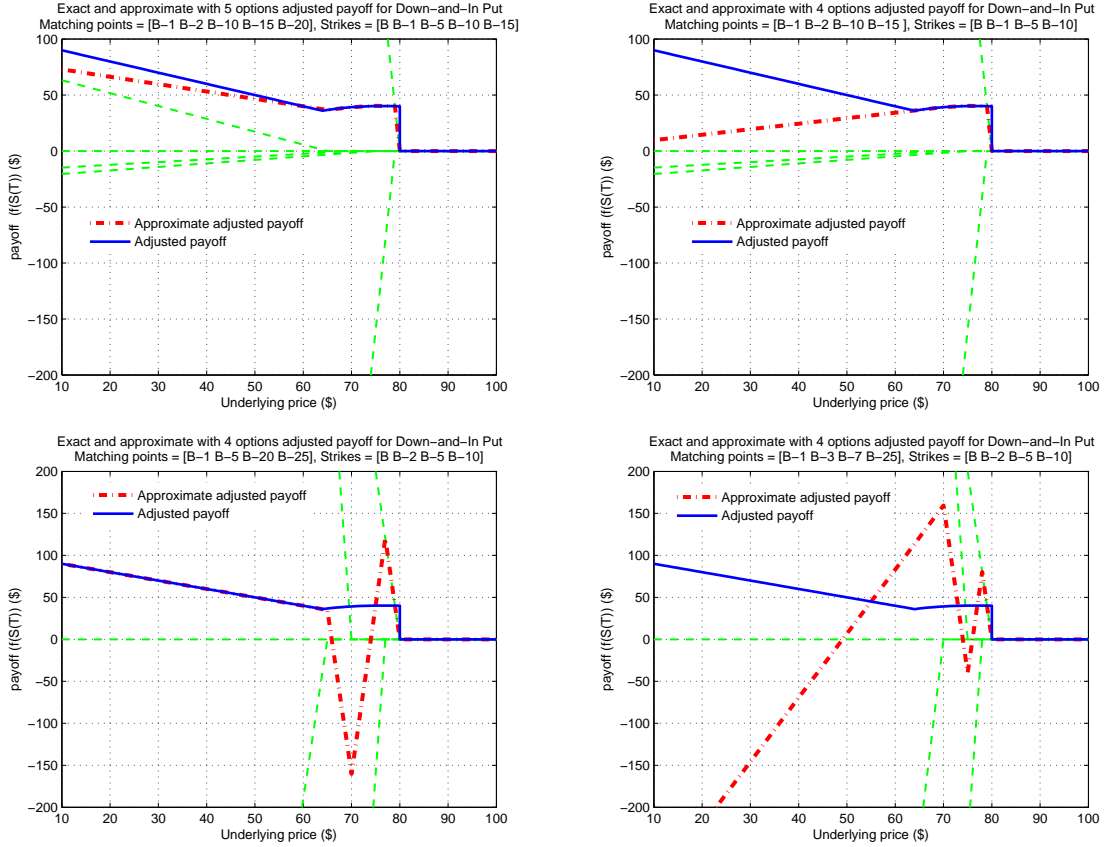 Exact and approximate with 5 options adjusted payoff for Down−and−In Put
Matching points = [B−1 B−2 B−10 B−15 B−20], Strikes = [B B−1 B−5 B−10 B−15]
100
50
0
−50
−100
−150
−200
payoff (f(S(T)) ($)
Approximate adjusted payoff
Adjusted payoff
10 20 30 40 50 60 70 80 90 100
Underlying price ($)
Exact and approximate with 4 options adjusted payoff for Down−and−In Put
Matching points = [B−1 B−2 B−10 B−15 ], Strikes = [B B−1 B−5 B−10]
100
50
0
−50
−100
−150
−200
payoff (f(S(T)) ($)
Approximate adjusted payoff
Adjusted payoff
10 20 30 40 50 60 70 80 90 100
Underlying price ($)
Exact and approximate with 4 options adjusted payoff for Down−and−In Put
Matching points = [B−1 B−5 B−20 B−25], Strikes = [B B−2 B−5 B−10]
200
150
100
50
0
−50
−100
−150
−200
payoff (f(S(T)) ($)
Approximate adjusted payoff
Adjusted payoff
10 20 30 40 50 60 70 80 90 100
Underlying price ($)
Exact and approximate with 4 options adjusted payoff for Down−and−In Put
Matching points = [B−1 B−3 B−7 B−25], Strikes = [B B−2 B−5 B−10]
200
150
100
50
0
−50
−100
−150
−200
payoff (f(S(T)) ($)
Approximate adjusted payoff
Adjusted payoff
10 20 30 40 50 60 70 80 90 100
Underlying price ($)